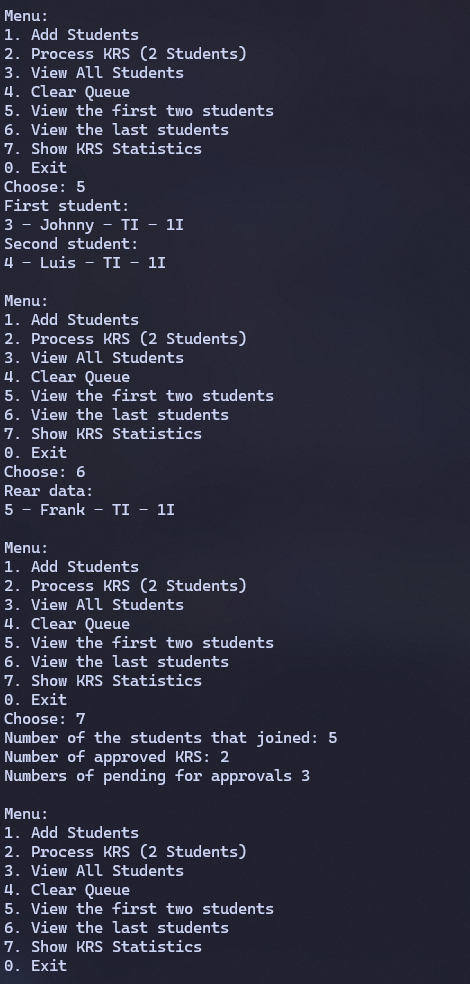 Menu:
1. Add Students
2. Process KRS (2 Students)
3. View All Students
4. Clear Queue
5. View the first two students
6. View the last students
7. Show KRS Statistics
0. Exit
Choose: 5
First student:
3 - Johnny - TI - 1I
Second student:
4 - Luis - TI - 1I

Menu:
1. Add Students
2. Process KRS (2 Students)
3. View All Students
4. Clear Queue
5. View the first two students
6. View the last students
7. Show KRS Statistics
0. Exit
Choose: 6
Rear data:
5 - Frank - TI - 1I

Menu:
1. Add Students
2. Process KRS (2 Students)
3. View All Students
4. Clear Queue
5. View the first two students
6. View the last students
7. Show KRS Statistics
0. Exit
Choose: 7
Number of the students that joined: 5
Number of approved KRS: 2
Numbers of pending for approvals 3

Menu:
1. Add Students
2. Process KRS (2 Students)
3. View All Students
4. Clear Queue
5. View the first two students
6. View the last students
7. Show KRS Statistics
0. Exit